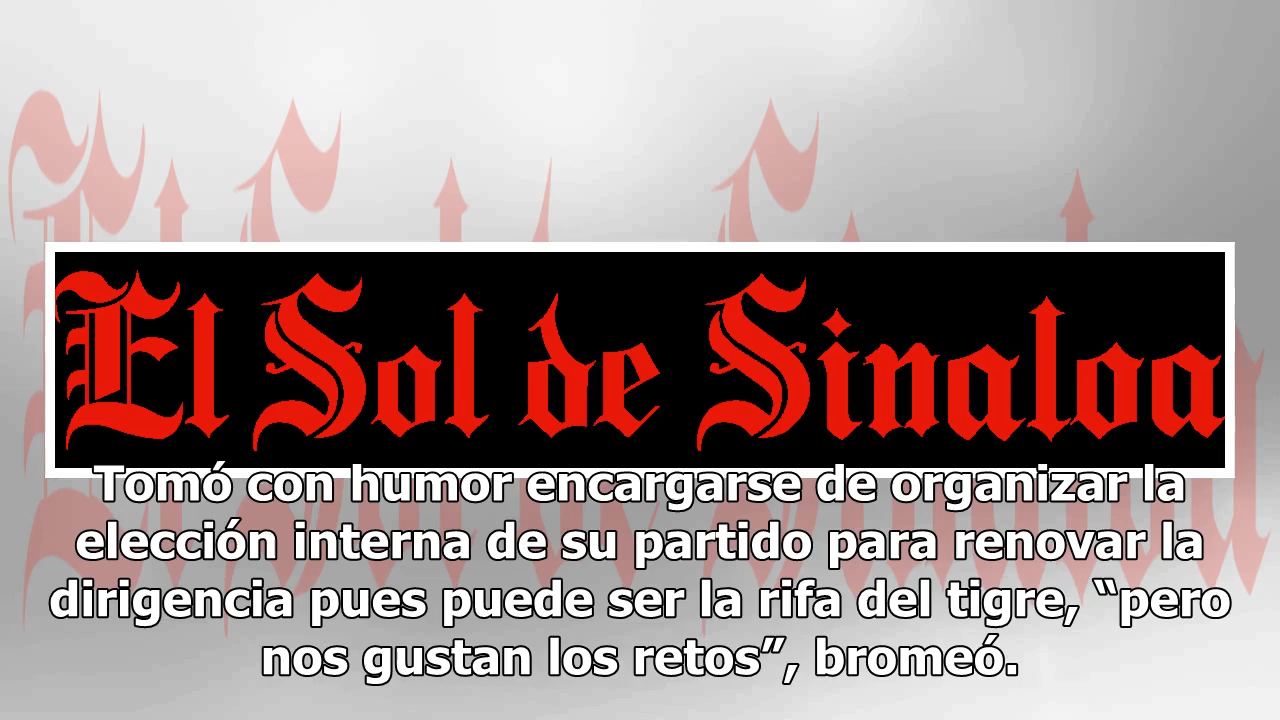 El Sol de Sinaloa
Tomó con humor encargarse de organizar la
elección interna de su partido para renovar la
dirigencia pues puede ser la rifa del tigre, “pero
nos gustan los retos”, bromeó.